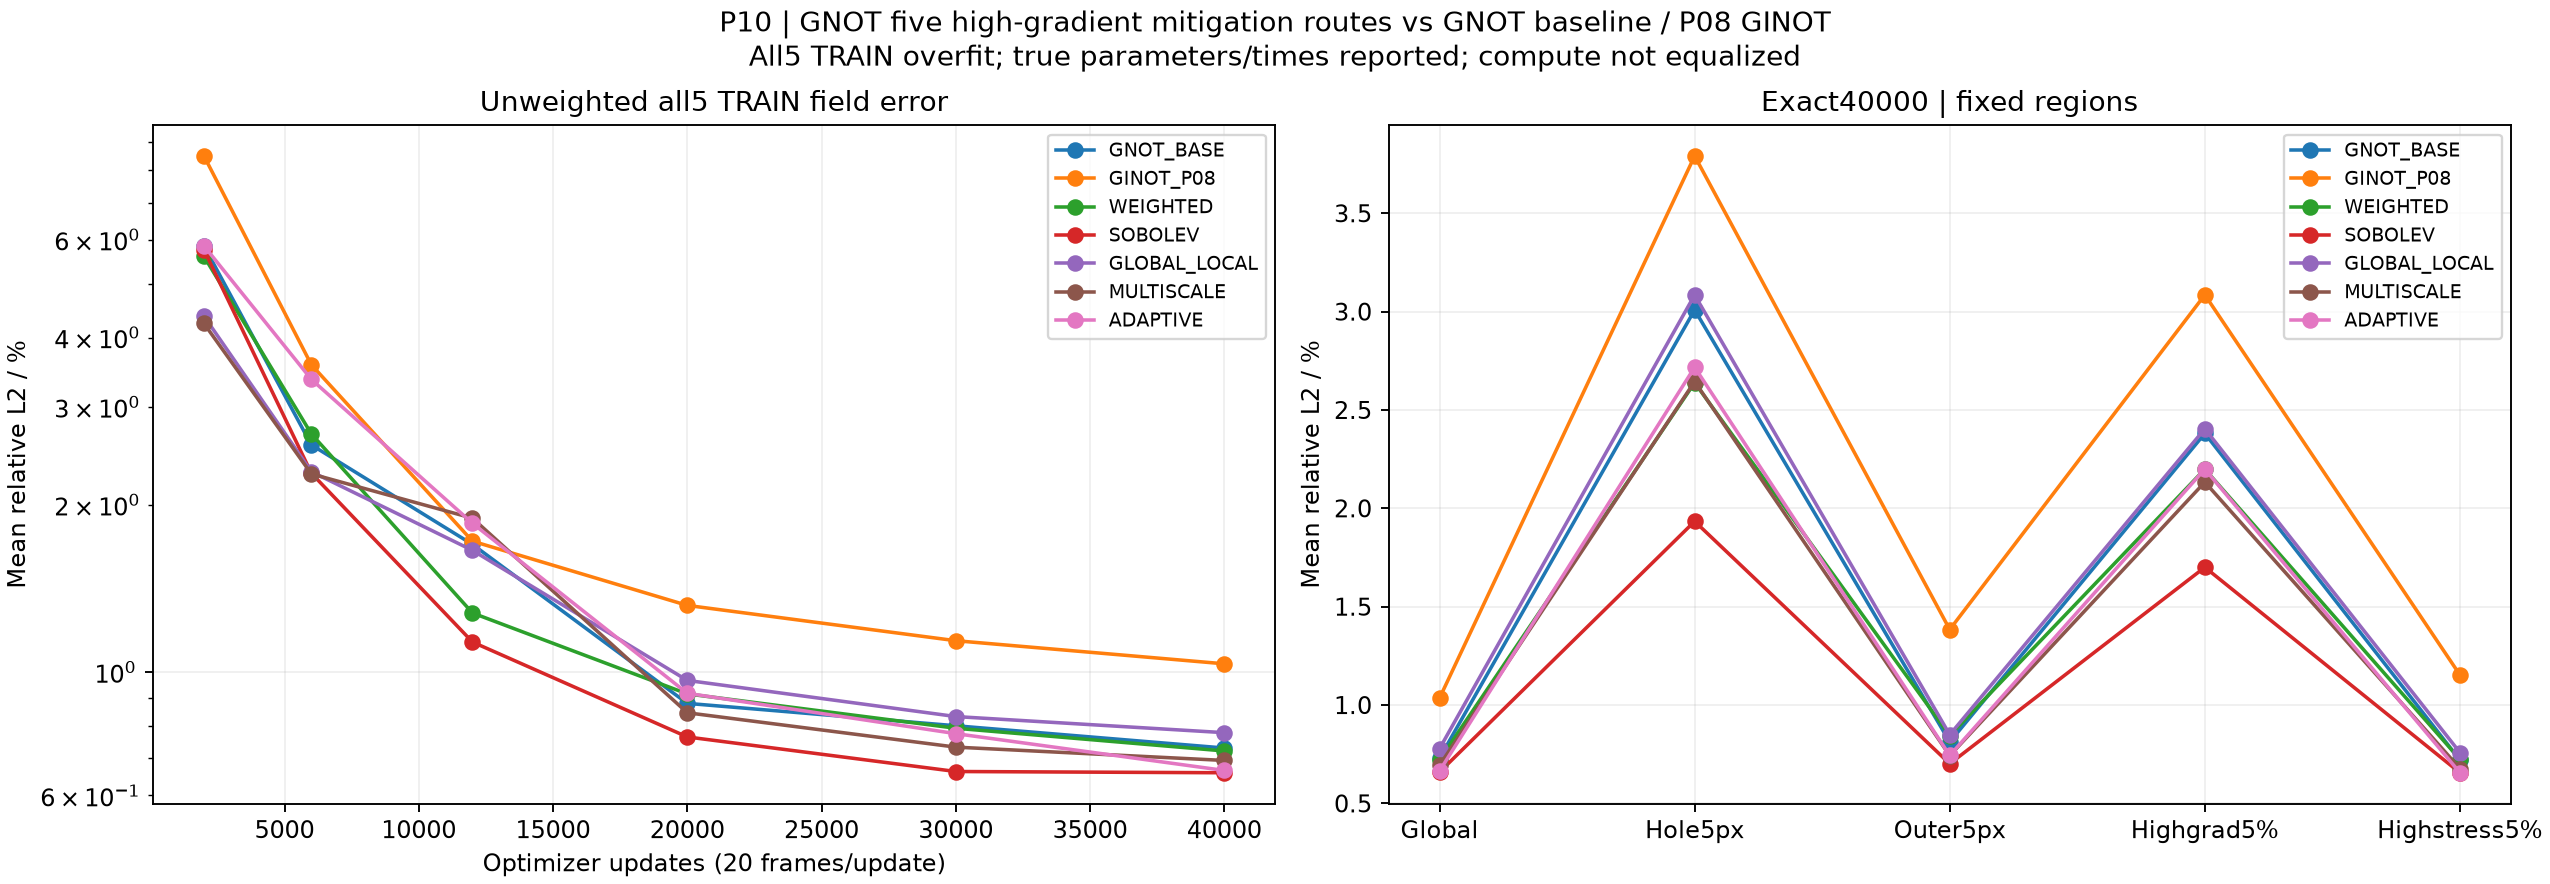 P10 | GNOT five high-gradient mitigation routes vs GNOT baseline / P08 GINOT
All5 TRAIN overfit; true parameters/times reported; compute not equalized
Unweighted all5 TRAIN field error
Mean relative L2 / %
6 × 10⁰
4 × 10⁰
3 × 10⁰
2 × 10⁰
10⁰
6 × 10⁻¹
GNOT_BASE
GINOT_P08
WEIGHTED
SOBOLEV
GLOBAL_LOCAL
MULTISCALE
ADAPTIVE
5000 10000 15000 20000 25000 30000 35000 40000
Optimizer updates (20 frames/update)
Exact40000 | fixed regions
Mean relative L2 / %
3.5
3.0
2.5
2.0
1.5
1.0
0.5
GNOT_BASE
GINOT_P08
WEIGHTED
SOBOLEV
GLOBAL_LOCAL
MULTISCALE
ADAPTIVE
Global Hole5px Outer5px Highgrad5% Highstress5%